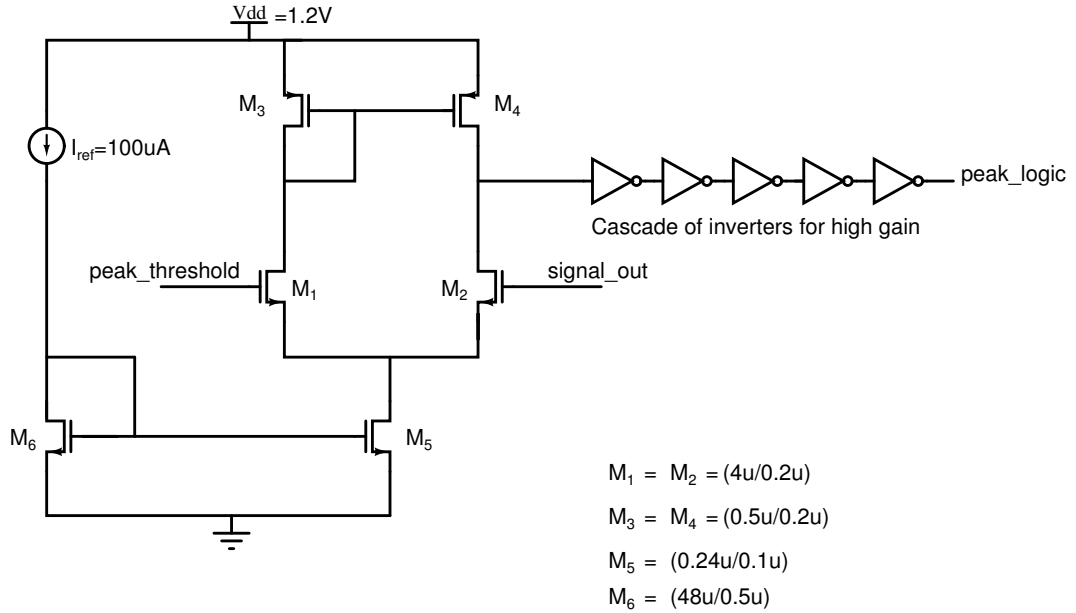 Vdd =1.2V
M3
M4
Iref=100uA
peak_logic
Cascade of inverters for high gain
peak_threshold
signal_out
M1
M2
M6
M5
M1 = M2 = (4u/0.2u)
M3 = M4 = (0.5u/0.2u)
M5 = (0.24u/0.1u)
M6 = (48u/0.5u)